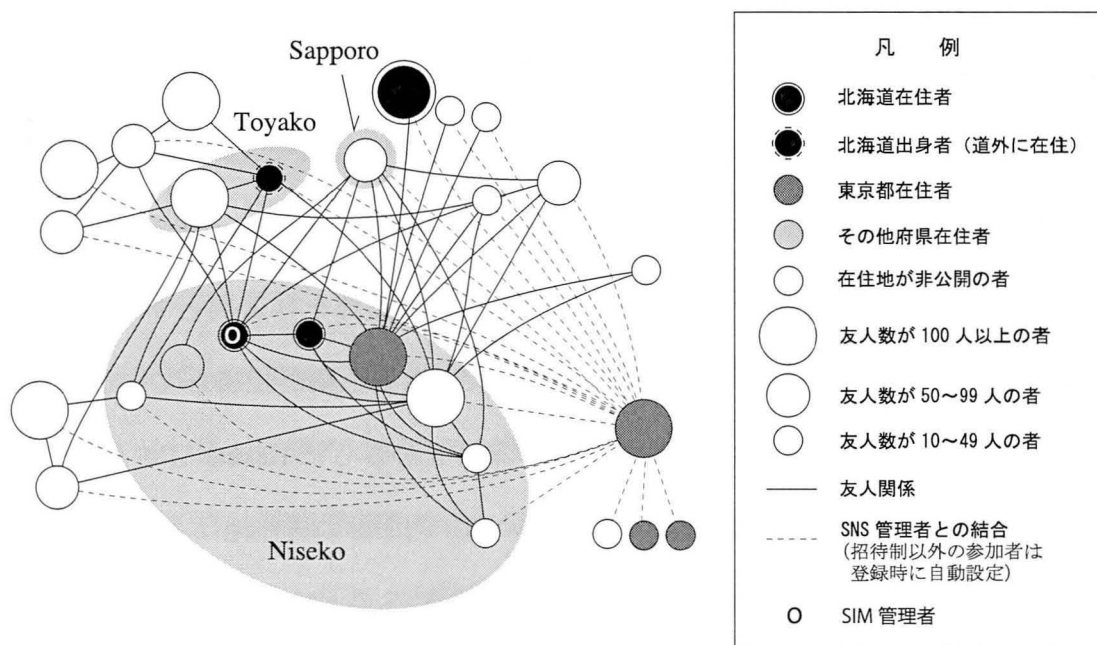 Sapporo
Toyako
Niseko
O
凡 例
北海道在住者
北海道出身者（道外に在住）
東京都在住者
その他府県在住者
在住地が非公開の者
友人数が 100 人以上の者
友人数が 50～99 人の者
友人数が 10～49 人の者
友人関係
SNS 管理者との結合
(招待制以外の参加者は
登録時に自動設定)
O SIM 管理者